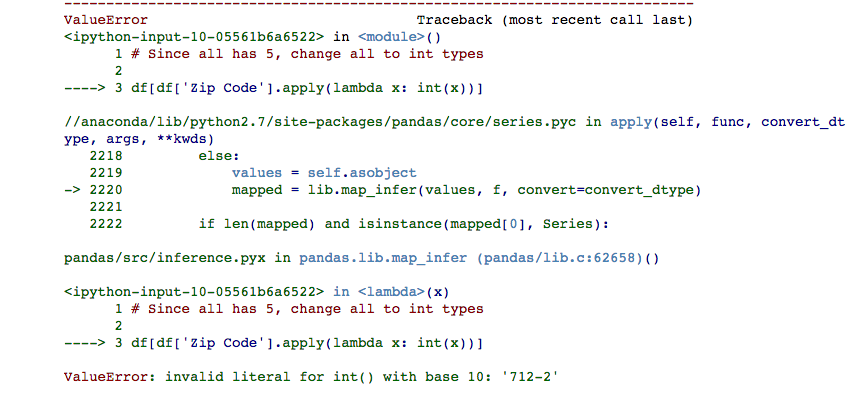 ---------------------------------------------------------------------------
ValueError                                Traceback (most recent call last)
<ipython-input-10-05561b6a6522> in <module>()
      1 # Since all has 5, change all to int types
      2
----> 3 df[df['Zip Code'].apply(lambda x: int(x))]
//anaconda/lib/python2.7/site-packages/pandas/core/series.pyc in apply(self, func, convert_dt
ype, args, **kwds)
   2218         else:
   2219             values = self.asobject
-> 2220             mapped = lib.map_infer(values, f, convert=convert_dtype)
   2221
   2222         if len(mapped) and isinstance(mapped[0], Series):
pandas/src/inference.pyx in pandas.lib.map_infer (pandas/lib.c:62658)()
<ipython-input-10-05561b6a6522> in <lambda>(x)
      1 # Since all has 5, change all to int types
      2
----> 3 df[df['Zip Code'].apply(lambda x: int(x))]
ValueError: invalid literal for int() with base 10: '712-2'